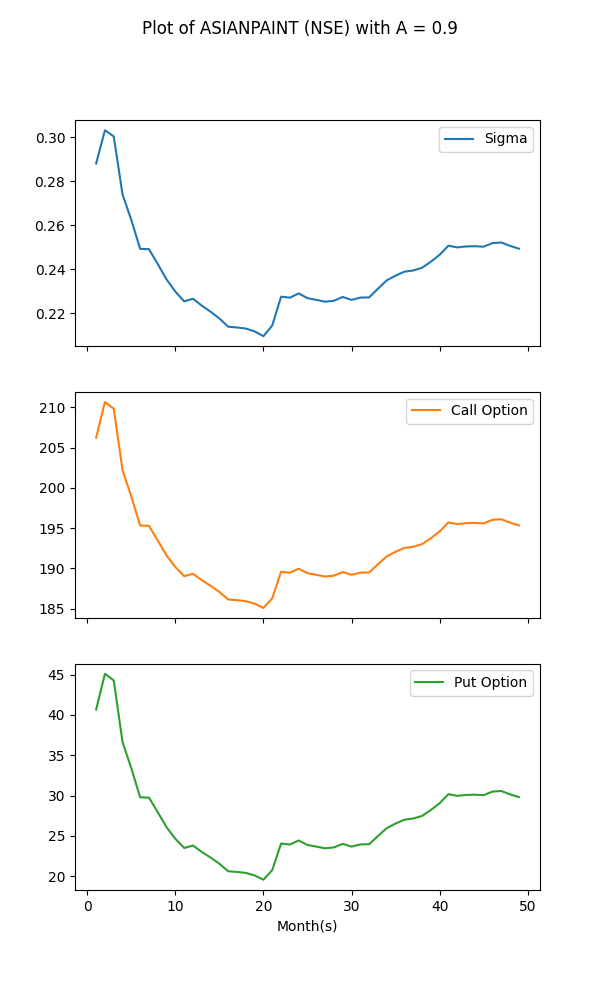 Plot of ASIANPAINT (NSE) with A = 0.9
0.30
0.28
0.26
0.24
0.22
Sigma
210
205
200
195
190
185
Call Option
45
40
35
30
25
20
Put Option
0 10 20 30 40 50
Month(s)